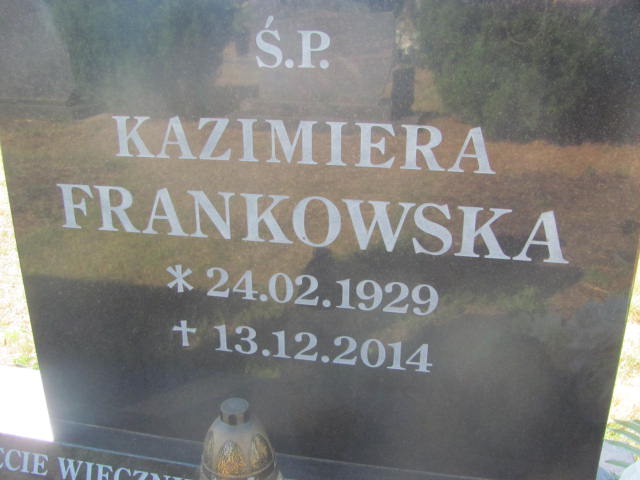 Ś.P.
KAZIMIERA
FRANKOWSKA
* 24.02.1929
† 13.12.2014